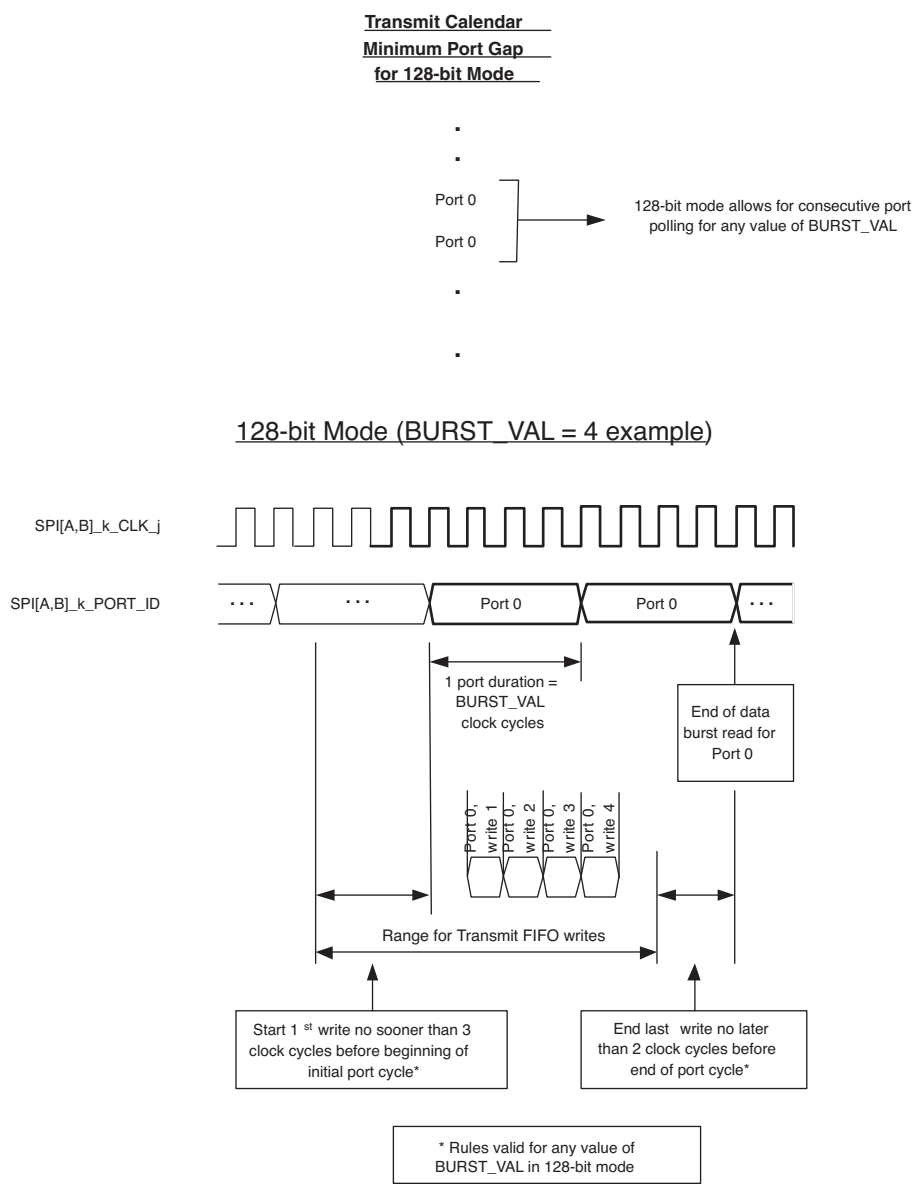 Transmit Calendar
Minimum Port Gap
for 128-bit Mode
.
.
Port 0
Port 0
128-bit mode allows for consecutive port
polling for any value of BURST_VAL
.
.
128-bit Mode (BURST_VAL = 4 example)
SPI[A,B]_k_CLK_j
SPI[A,B]_k_PORT_ID
...
...
Port 0
Port 0
...
1 port duration =
BURST_VAL
clock cycles
End of data
burst read for
Port 0
Port 0,
write 1
Port 0,
write 2
Port 0,
write 3
Port 0,
write 4
Range for Transmit FIFO writes
Start 1 st write no sooner than 3
clock cycles before beginning of
initial port cycle*
End last write no later
than 2 clock cycles before
end of port cycle*
* Rules valid for any value of
BURST_VAL in 128-bit mode